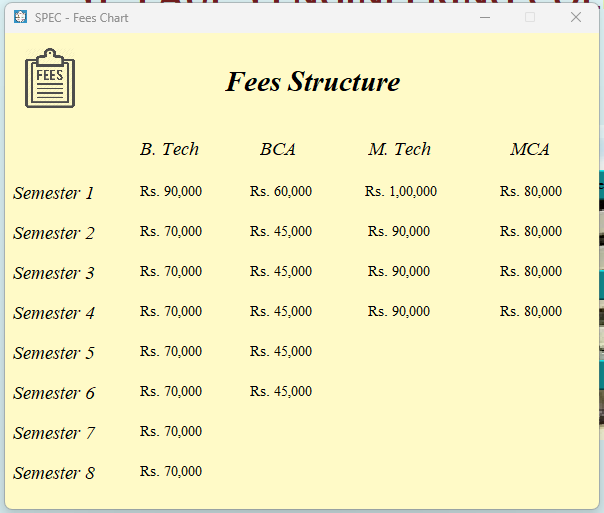 SPEC - Fees Chart
FEES
Fees Structure
B. Tech BCA M. Tech MCA
Semester 1 Rs. 90,000 Rs. 60,000 Rs. 1,00,000 Rs. 80,000
Semester 2 Rs. 70,000 Rs. 45,000 Rs. 90,000 Rs. 80,000
Semester 3 Rs. 70,000 Rs. 45,000 Rs. 90,000 Rs. 80,000
Semester 4 Rs. 70,000 Rs. 45,000 Rs. 90,000 Rs. 80,000
Semester 5 Rs. 70,000 Rs. 45,000
Semester 6 Rs. 70,000 Rs. 45,000
Semester 7 Rs. 70,000
Semester 8 Rs. 70,000